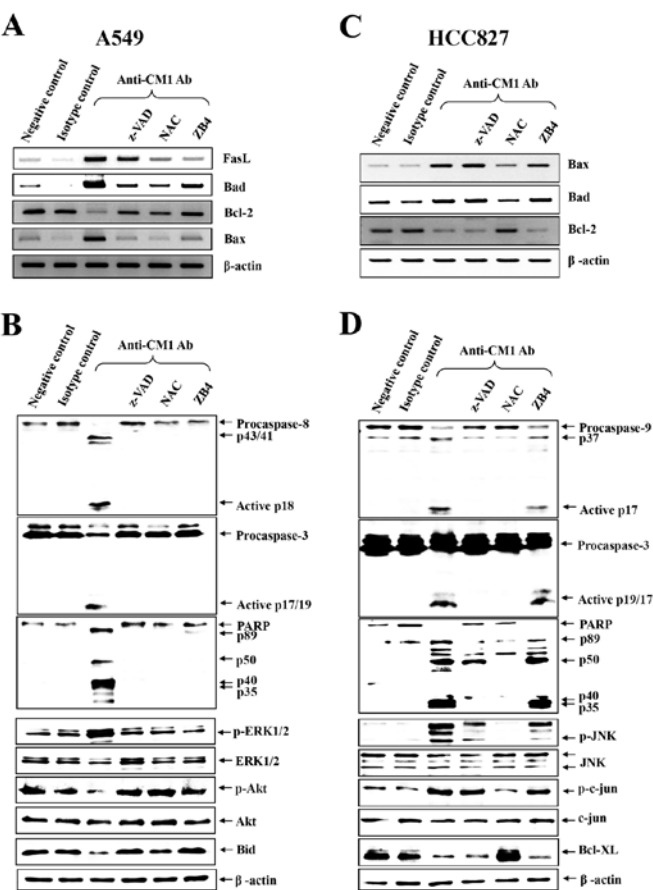 A
A549
Anti-CM1 Ab
Negative control
Isotype control
z-VAD
NAC
ZB4
FasL
Bad
Bcl-2
Bax
β-actin
C
HCC827
Anti-CM1 Ab
Negative control
Isotype control
z-VAD
NAC
ZB4
Bax
Bad
Bcl-2
β -actin
B
Anti-CM1 Ab
Negative control
Isotype control
z-VAD
NAC
ZB4
Procaspase-8
p43/41
Active p18
Procaspase-3
Active p17/19
PARP
p89
p50
p40
p35
p-ERK1/2
ERK1/2
p-Akt
Akt
Bid
β -actin
D
Anti-CM1 Ab
Negative control
Isotype control
z-VAD
NAC
ZB4
Procaspase-9
p37
Active p17
Procaspase-3
Active p19/17
PARP
p89
p50
p40
p35
p-JNK
JNK
p-c-jun
c-jun
Bcl-XL
β -actin